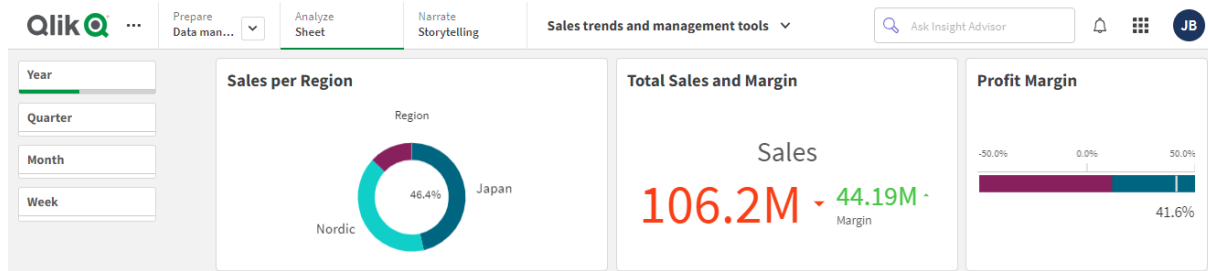 Qlik
Prepare
Data man...
Analyze
Sheet
Narrate
Storytelling
Sales trends and management tools
Ask Insight Advisor
JB
Year
Quarter
Month
Week
Sales per Region
Region
46.4%
Japan
Nordic
Total Sales and Margin
Sales
106.2M
44.19M
Margin
Profit Margin
-50.0% 0.0% 50.0%
41.6%